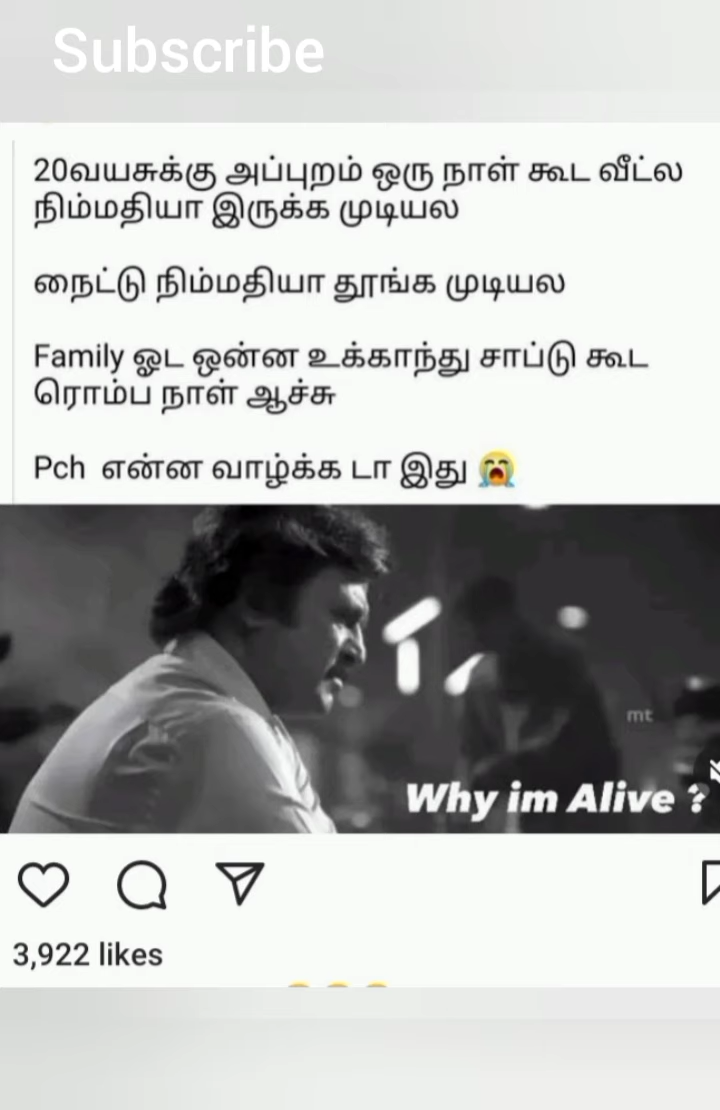 Subscribe
20வயசுக்கு அப்புறம் ஒரு நாள் கூட வீட்ல
நிம்மதியா இருக்க முடியல
நைட்டு நிம்மதியா தூங்க முடியல
Family ஓட ஒன்னா உக்காந்து சாப்டு கூட
ரொம்ப நாள் ஆச்சு
Pch என்ன வாழ்க்க டா இது 😭
mt
Why im Alive ?
3,922 likes